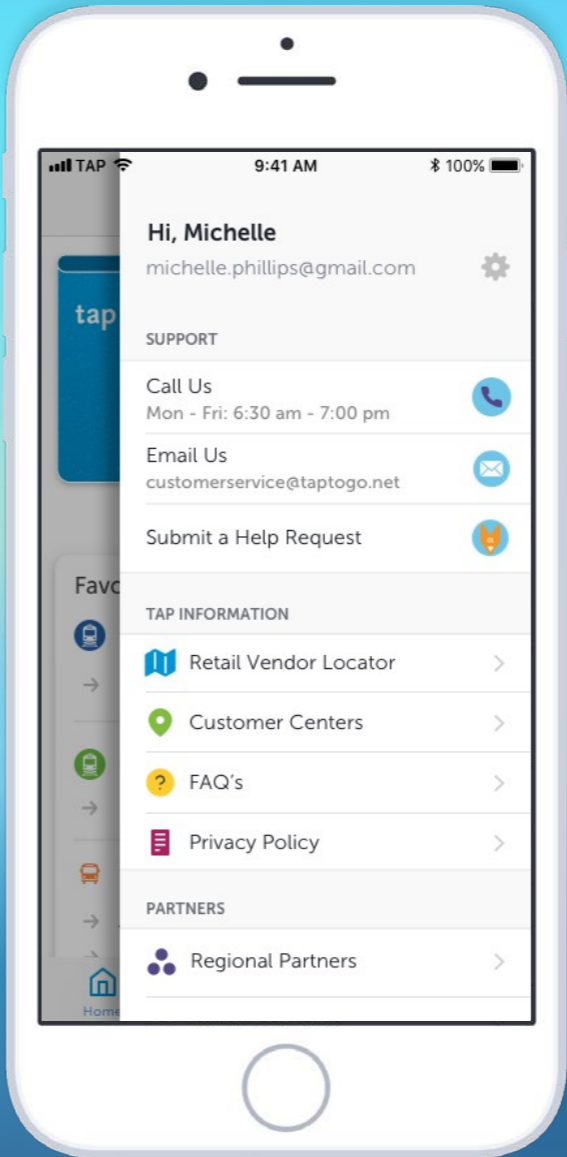 TAP 9:41 AM 100%
Hi, Michelle
michelle.phillips@gmail.com
tap
SUPPORT
Call Us
Mon - Fri: 6:30 am - 7:00 pm
Email Us
customerservice@taptogo.net
Submit a Help Request
Favo
TAP INFORMATION
Retail Vendor Locator
Customer Centers
? FAQ's
Privacy Policy
PARTNERS
Regional Partners
Home